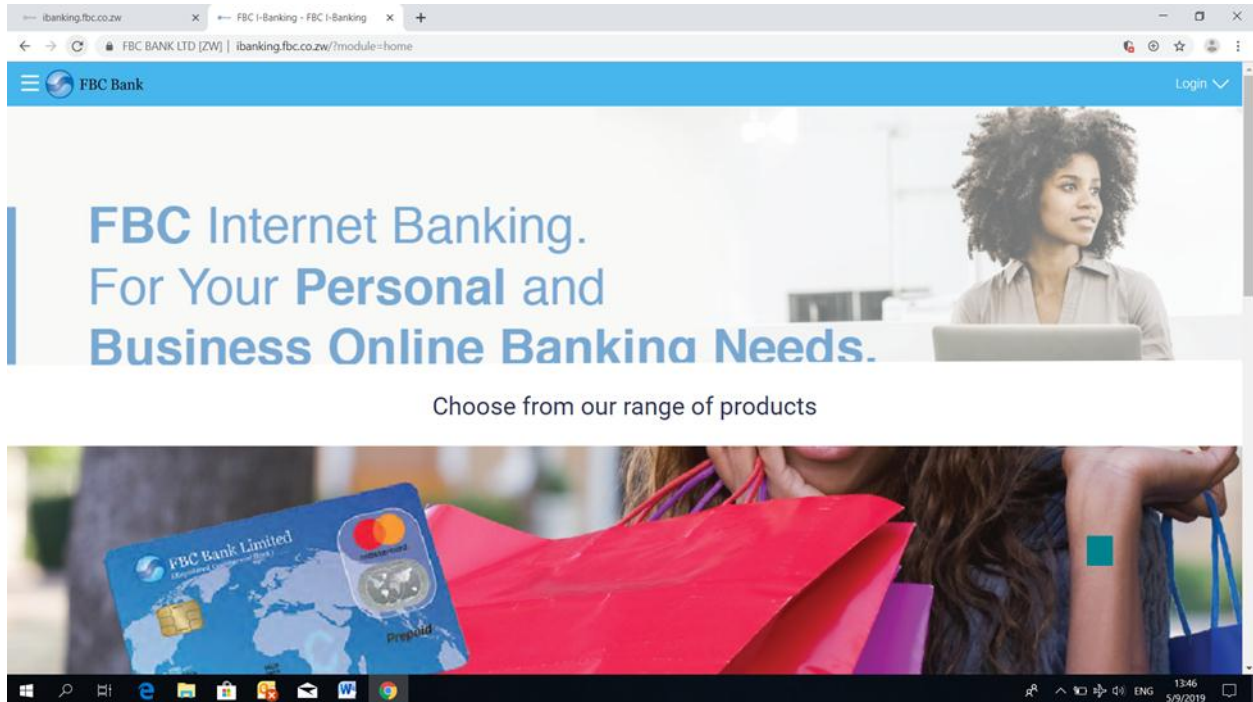 ibanking.fbc.co.zw
FBC I-Banking - FBC I-Banking
FBC BANK LTD [ZW] | ibanking.fbc.co.zw/?module=home
FBC Bank
Login
FBC Internet Banking.
For Your Personal and
Business Online Banking Needs.
Choose from our range of products
FBC Bank Limited
Prepaid
ENG
13:46
5/9/2019